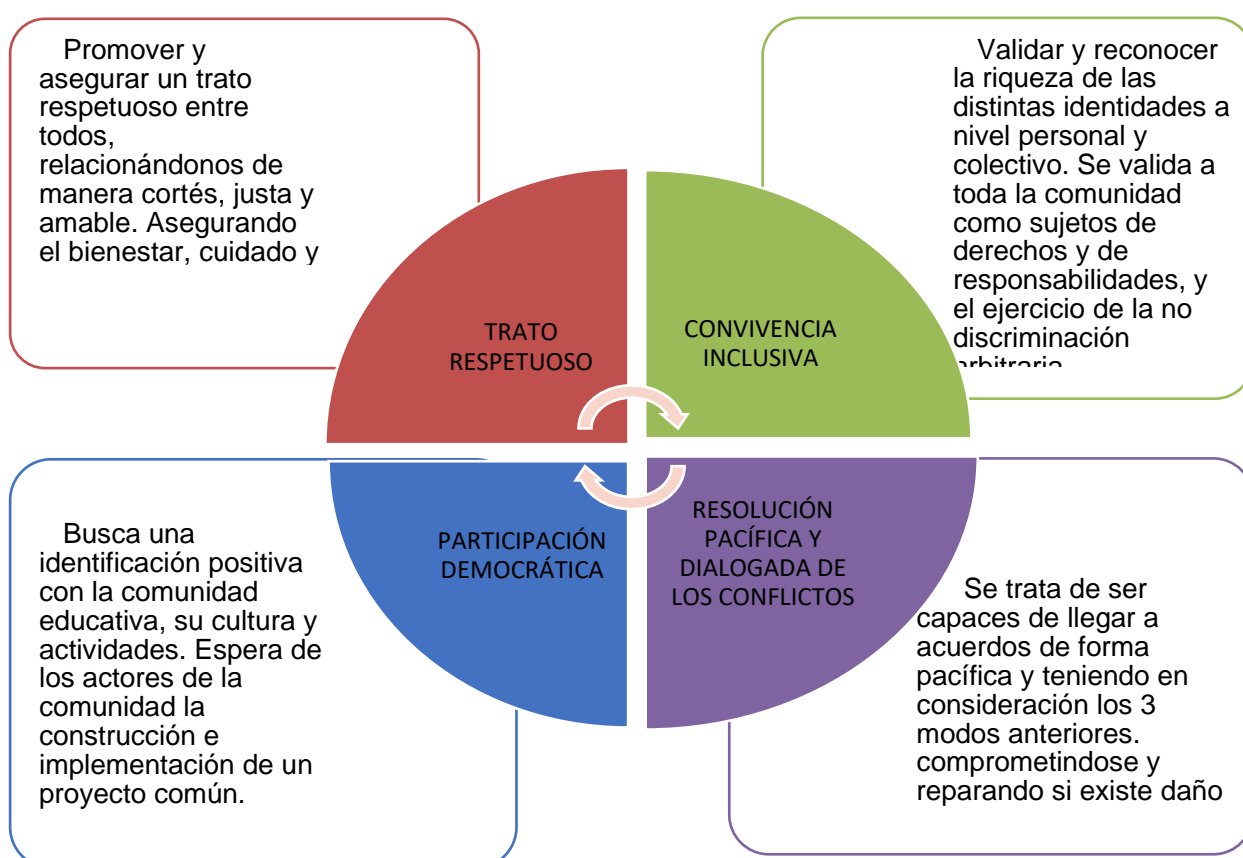 Promover y
asegurar un trato
respetuoso entre
todos,
relacionándonos de
manera cortés, justa y
amable. Asegurando
el bienestar, cuidado y
Validar y reconocer
la riqueza de las
distintas identidades a
nivel personal y
colectivo. Se valida a
toda la comunidad
como sujetos de
derechos y de
responsabilidades, y
el ejercicio de la no
discriminación
arbitraria
TRATO
RESPETUOSO
CONVIVENCIA
INCLUSIVA
PARTICIPACIÓN
DEMOCRÁTICA
RESOLUCIÓN
PACÍFICA Y
DIALOGADA DE
LOS CONFLICTOS
Busca una
identificación positiva
con la comunidad
educativa, su cultura y
actividades. Espera de
los actores de la
comunidad la
construcción e
implementación de un
proyecto común.
Se trata de ser
capaces de llegar a
acuerdos de forma
pacífica y teniendo en
consideración los 3
modos anteriores.
comprometindose y
reparando si existe daño